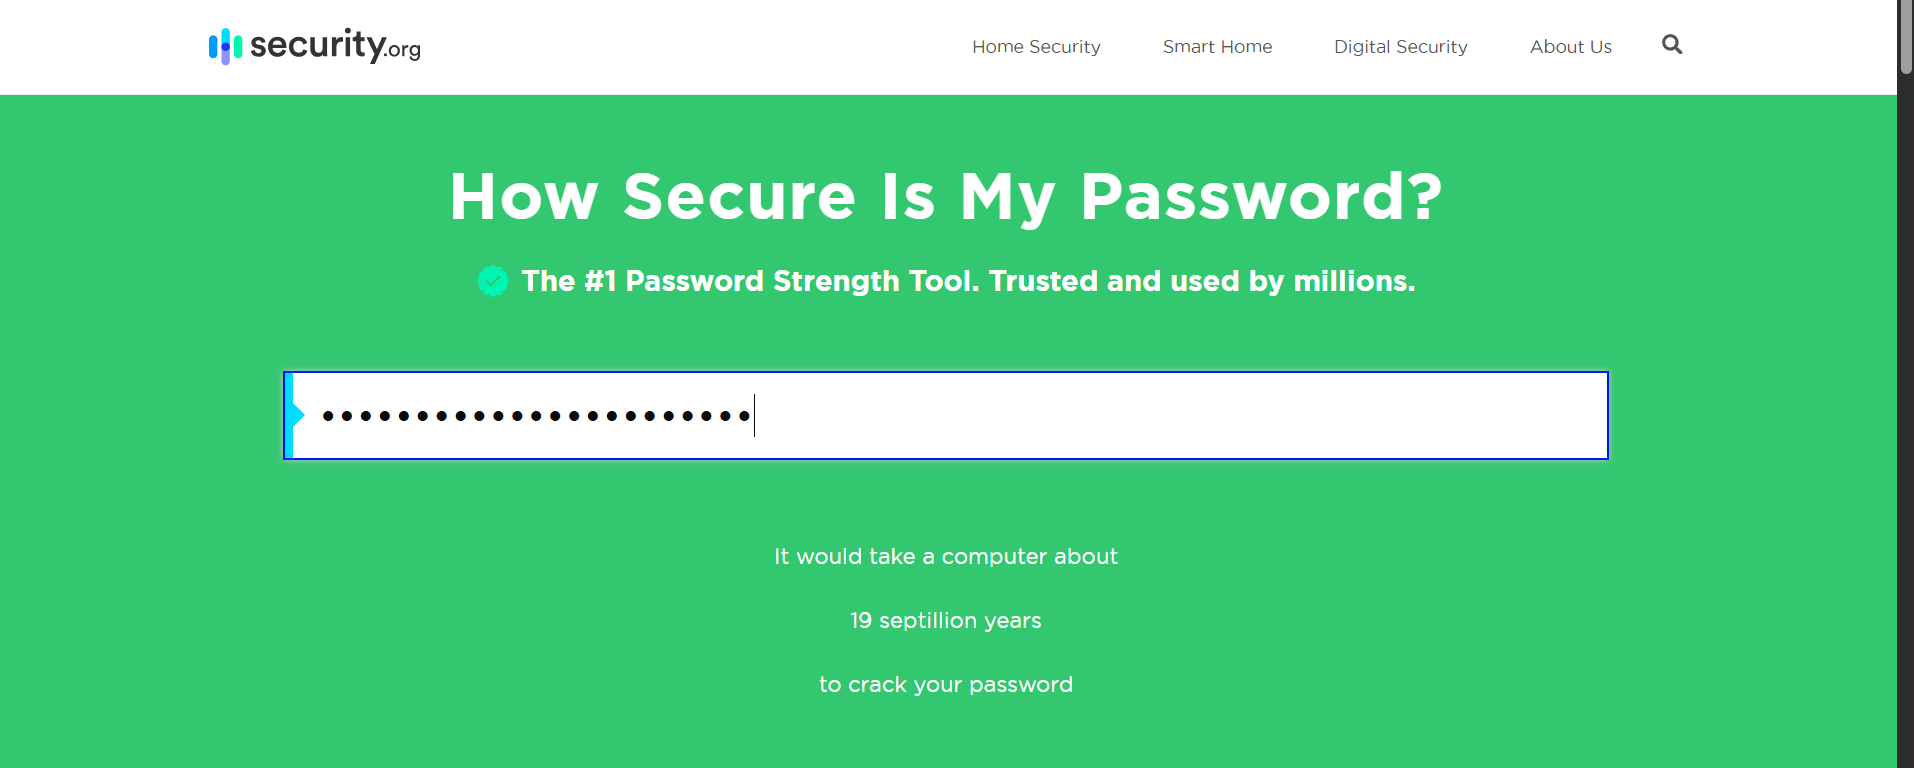 security.org
Home Security Smart Home Digital Security About Us
How Secure Is My Password?
The #1 Password Strength Tool. Trusted and used by millions.
•••••••••••••••••••••••
It would take a computer about
19 septillion years
to crack your password